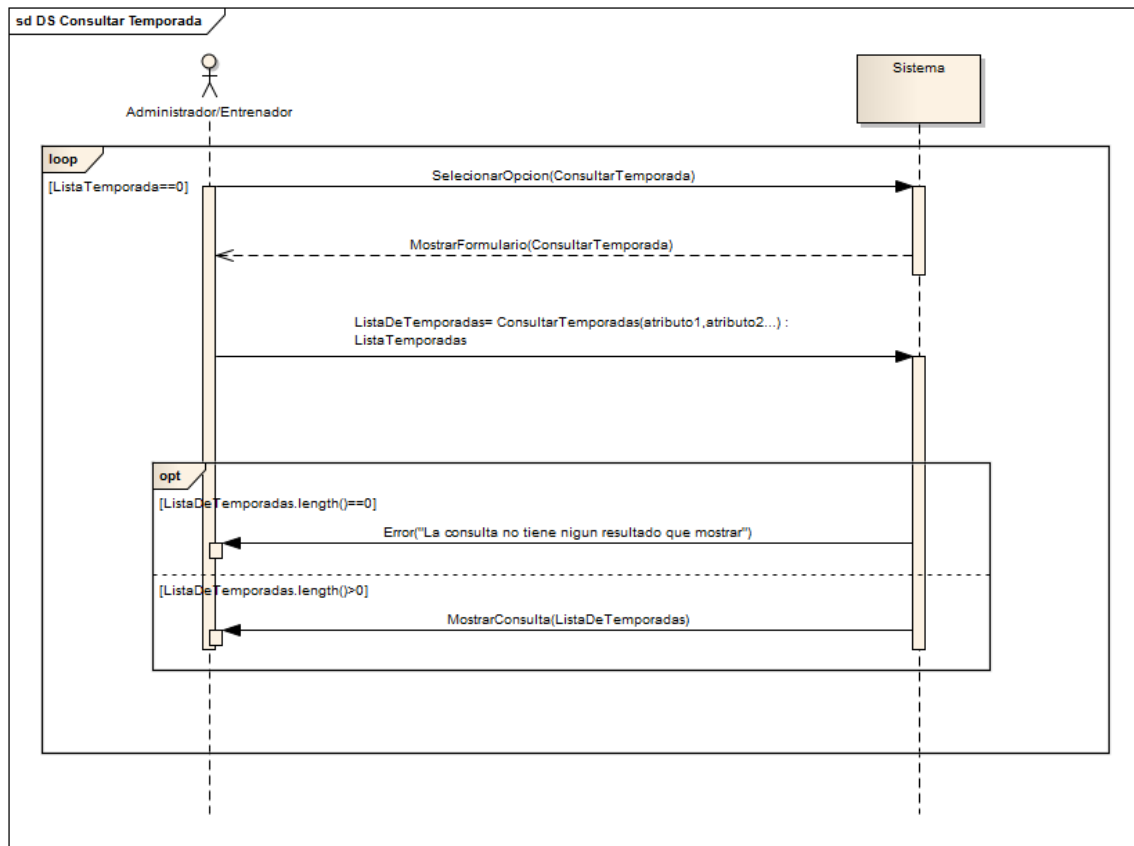 sd DS Consultar Temporada
Sistema
Administrador/Entrenador
loop
[ListaTemporada==0]
SelecionarOpcion(ConsultarTemporada)
MostrarFormulario(ConsultarTemporada)
ListaDeTemporadas= ConsultarTemporadas(atributo1,atributo2...) :
ListaTemporadas
opt
[ListaDeTemporadas.length()==0]
Error("La consulta no tiene nigun resultado que mostrar")
[ListaDeTemporadas.length()>0]
MostrarConsulta(ListaDeTemporadas)